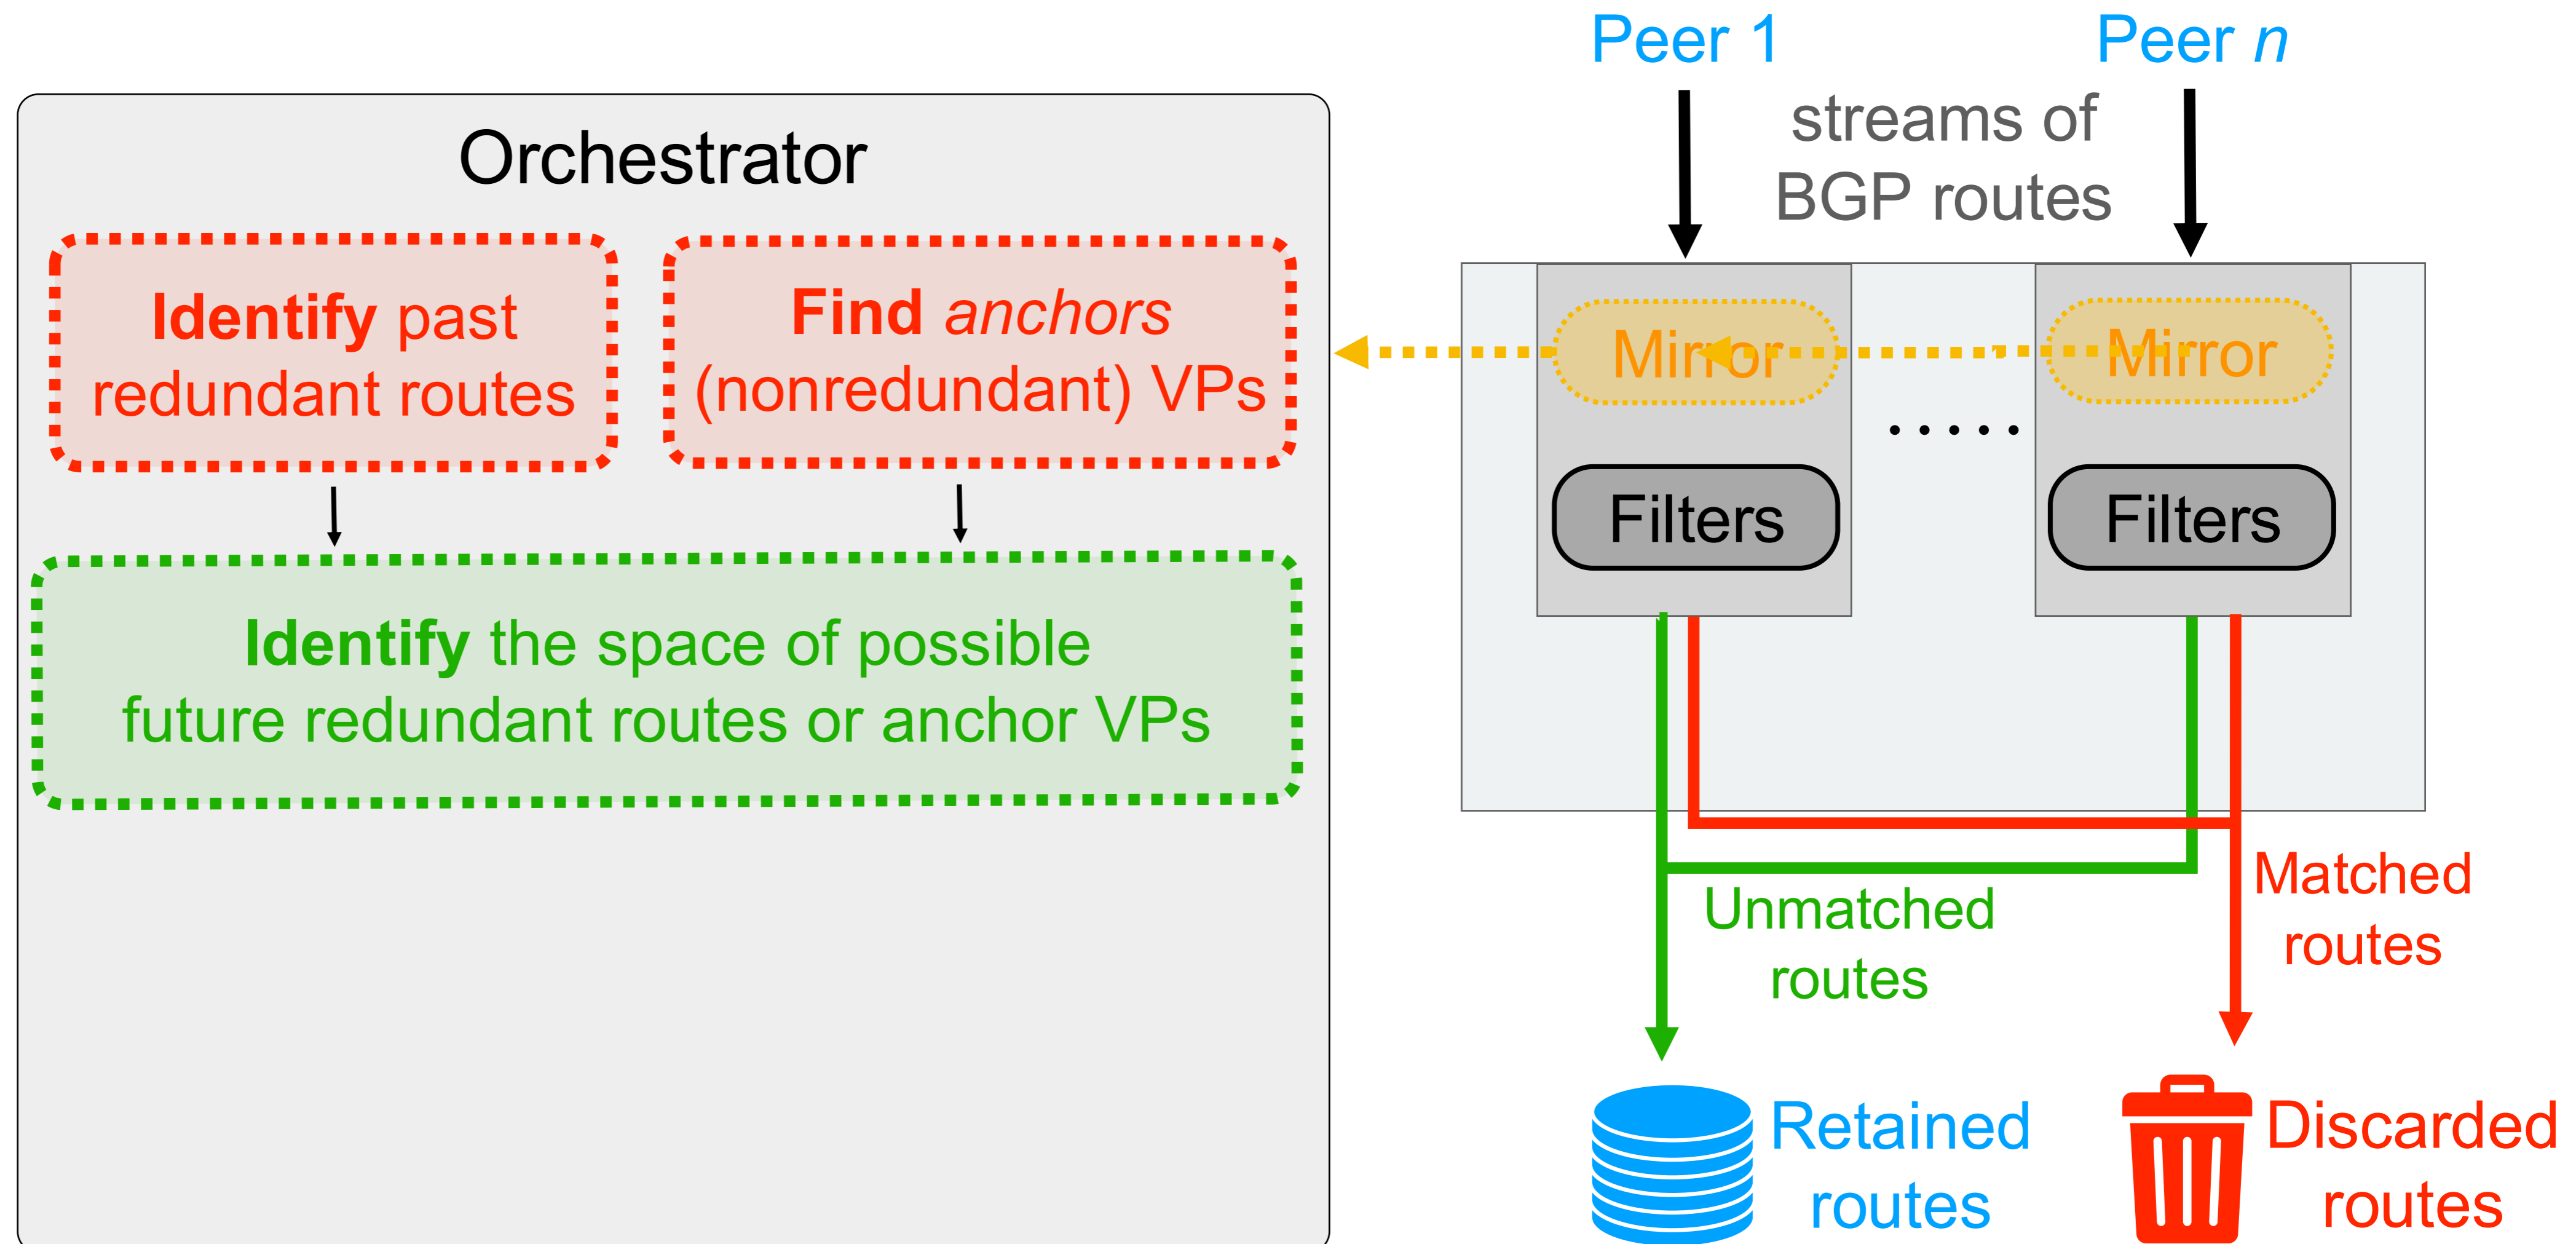 Orchestrator
Identify past
redundant routes
Find anchors
(nonredundant) VPs
Identify the space of possible
future redundant routes or anchor VPs
Peer 1
Peer n
streams of
BGP routes
Mirror
Mirror
.....
Filters
Filters
Unmatched
routes
Matched
routes
Retained
routes
Discarded
routes